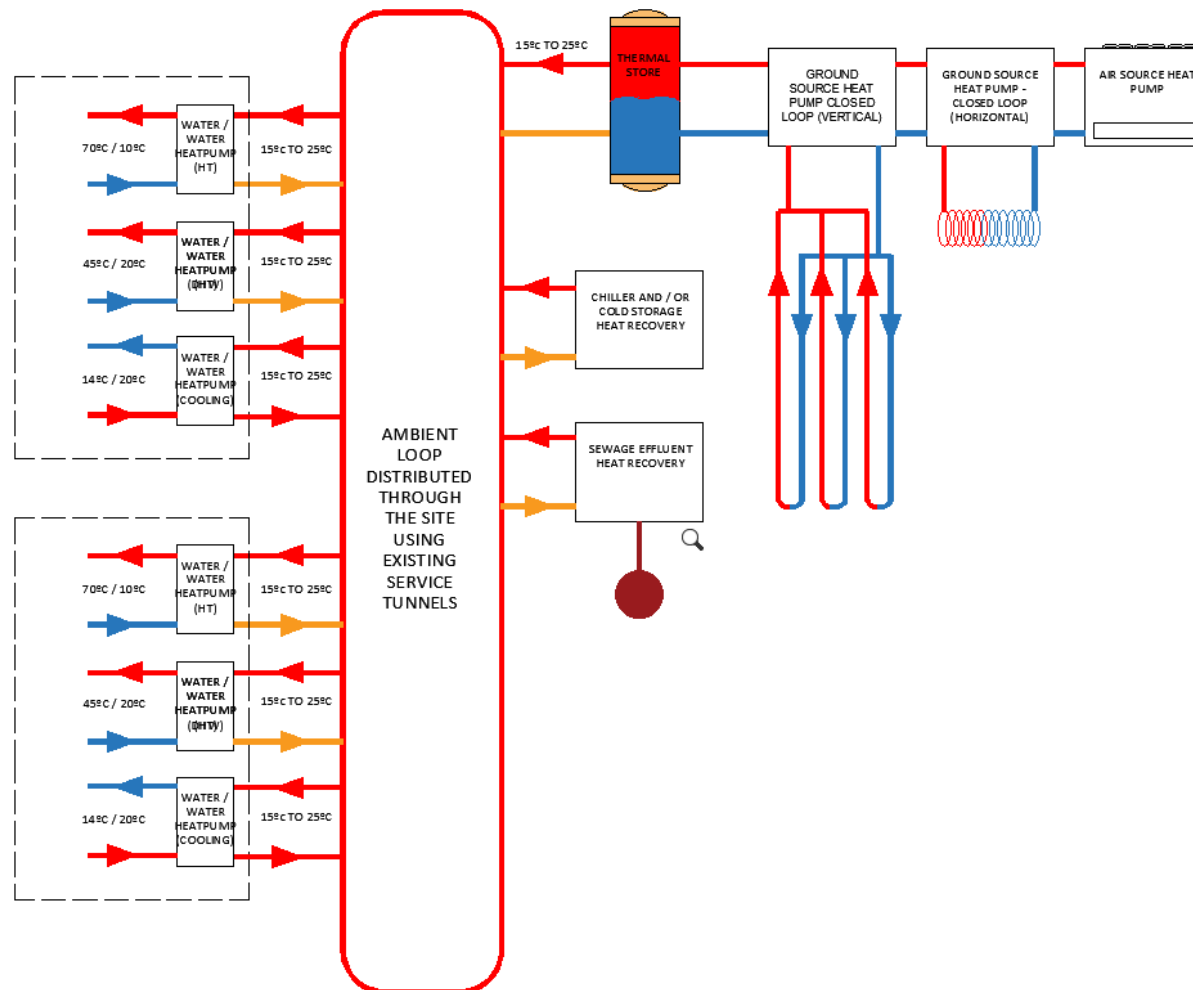 15ºc TO 25ºC
THERMAL
STORE
GROUND
SOURCE HEAT
PUMP CLOSED
LOOP (VERTICAL)
GROUND SOURCE
HEAT PUMP -
CLOSED LOOP
(HORIZONTAL)
AIR SOURCE HEAT
PUMP
WATER /
WATER
HEATPUMP
(HT)
70ºC / 10ºC
15ºc TO 25ºC
WATER /
WATER
HEATPUMP
45ºC / 20ºC
15ºc TO 25ºC
WATER /
WATER
HEATPUMP
(COOLING)
14ºC / 20ºC
15ºc TO 25ºC
CHILLER AND / OR
COLD STORAGE
HEAT RECOVERY
SEWAGE EFFLUENT
HEAT RECOVERY
AMBIENT
LOOP
DISTRIBUTED
THROUGH
THE SITE
USING
EXISTING
SERVICE
TUNNELS
WATER /
WATER
HEATPUMP
(HT)
70ºC / 10ºC
15ºc TO 25ºC
WATER /
WATER
HEATPUMP
45ºC / 20ºC
15ºc TO 25ºC
WATER /
WATER
HEATPUMP
(COOLING)
14ºC / 20ºC
15ºc TO 25ºC